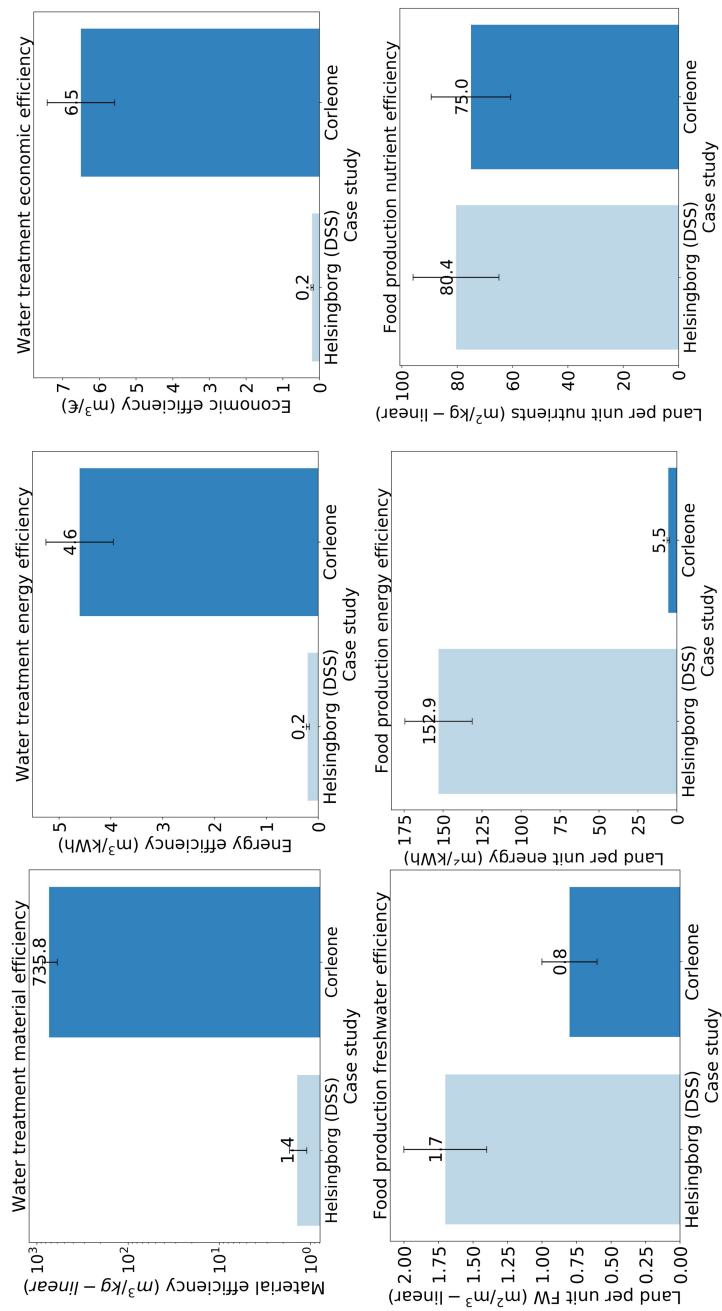 Water treatment material efficiency
Material efficiency (m³/kg − linear)
10³
10²
10¹
10⁰
1.4
735.8
Helsingborg (DSS)
Corleone
Case study
Water treatment energy efficiency
Energy efficiency (m³/kWh)
5
4
3
2
1
0
0.2
4.6
Helsingborg (DSS)
Corleone
Case study
Water treatment economic efficiency
Economic efficiency (m³/€)
7
6
5
4
3
2
1
0
0.2
6.5
Helsingborg (DSS)
Corleone
Case study
Food production freshwater efficiency
Land per unit FW (m²/m³ − linear)
2.00
1.75
1.50
1.25
1.00
0.75
0.50
0.25
0.00
1.7
0.8
Helsingborg (DSS)
Corleone
Case study
Food production energy efficiency
Land per unit energy (m²/kWh)
175
150
125
100
75
50
25
0
152.9
5.5
Helsingborg (DSS)
Corleone
Case study
Food production nutrient efficiency
Land per unit nutrients (m²/kg − linear)
100
80
60
40
20
0
80.4
75.0
Helsingborg (DSS)
Corleone
Case study